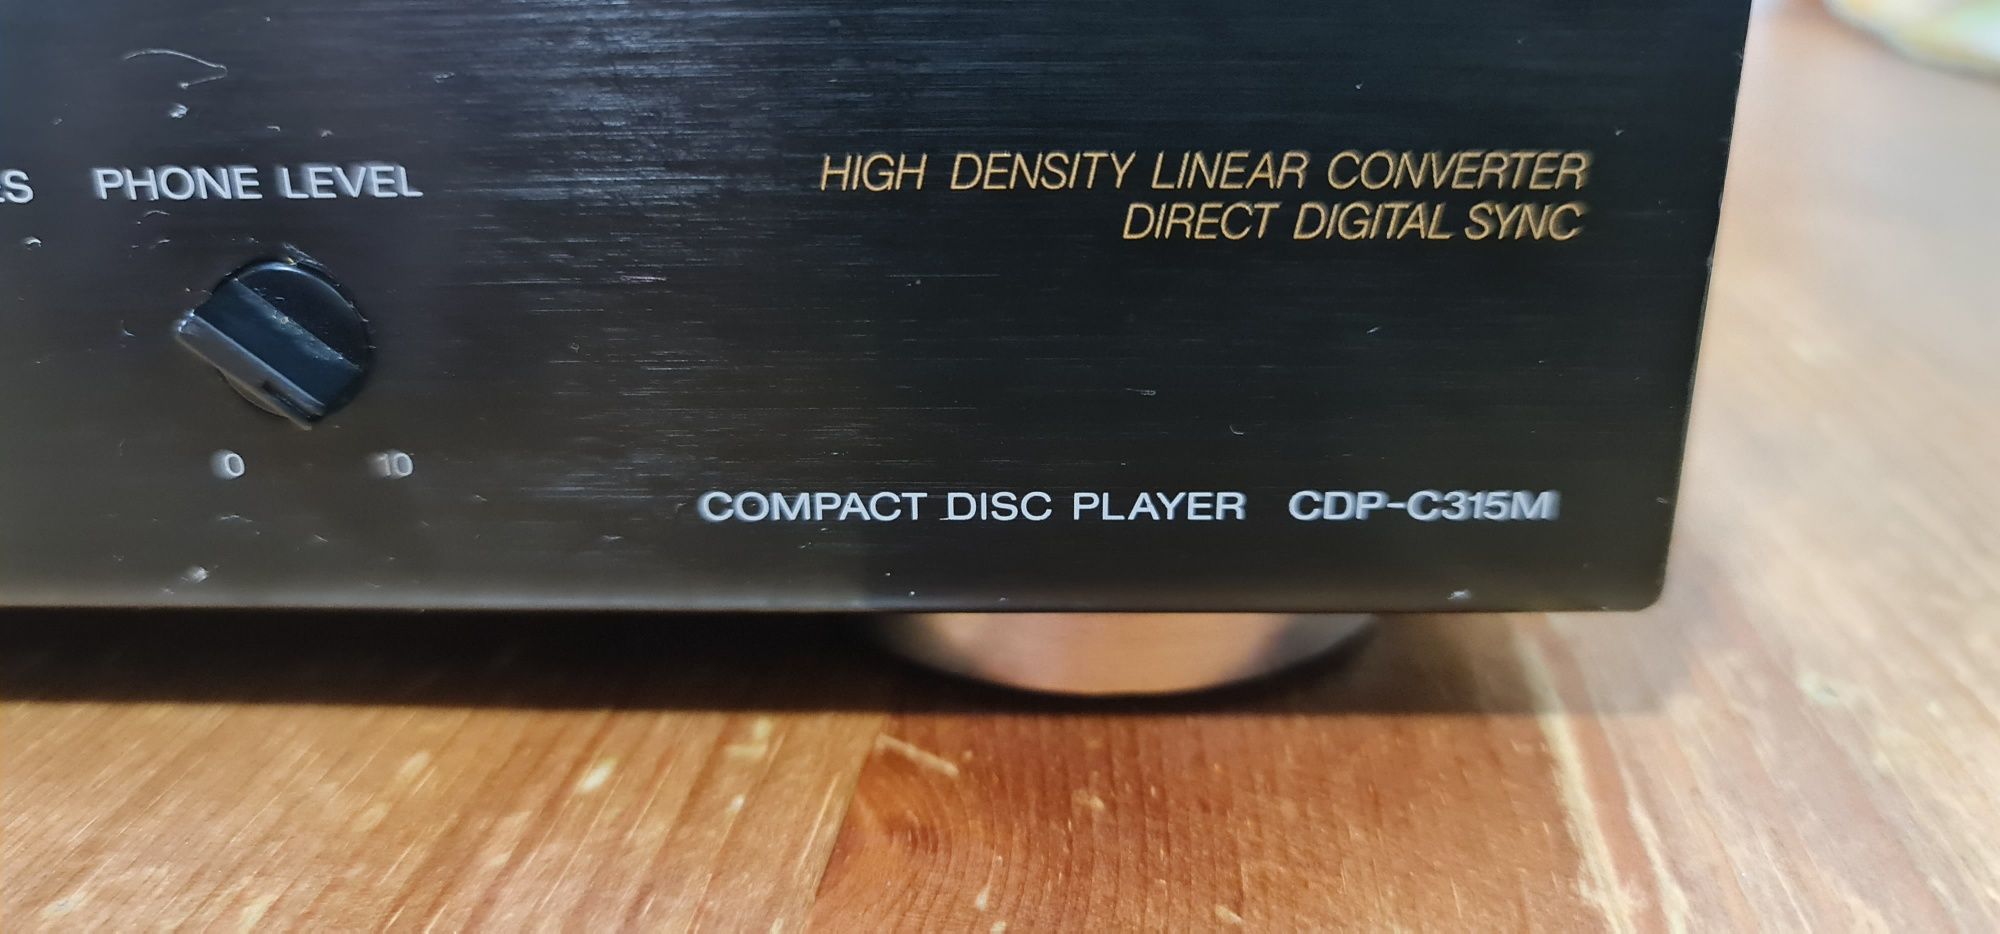 PHONE LEVEL
0 10
HIGH DENSITY LINEAR CONVERTER
DIRECT DIGITAL SYNC
COMPACT DISC PLAYER CDP-C315M